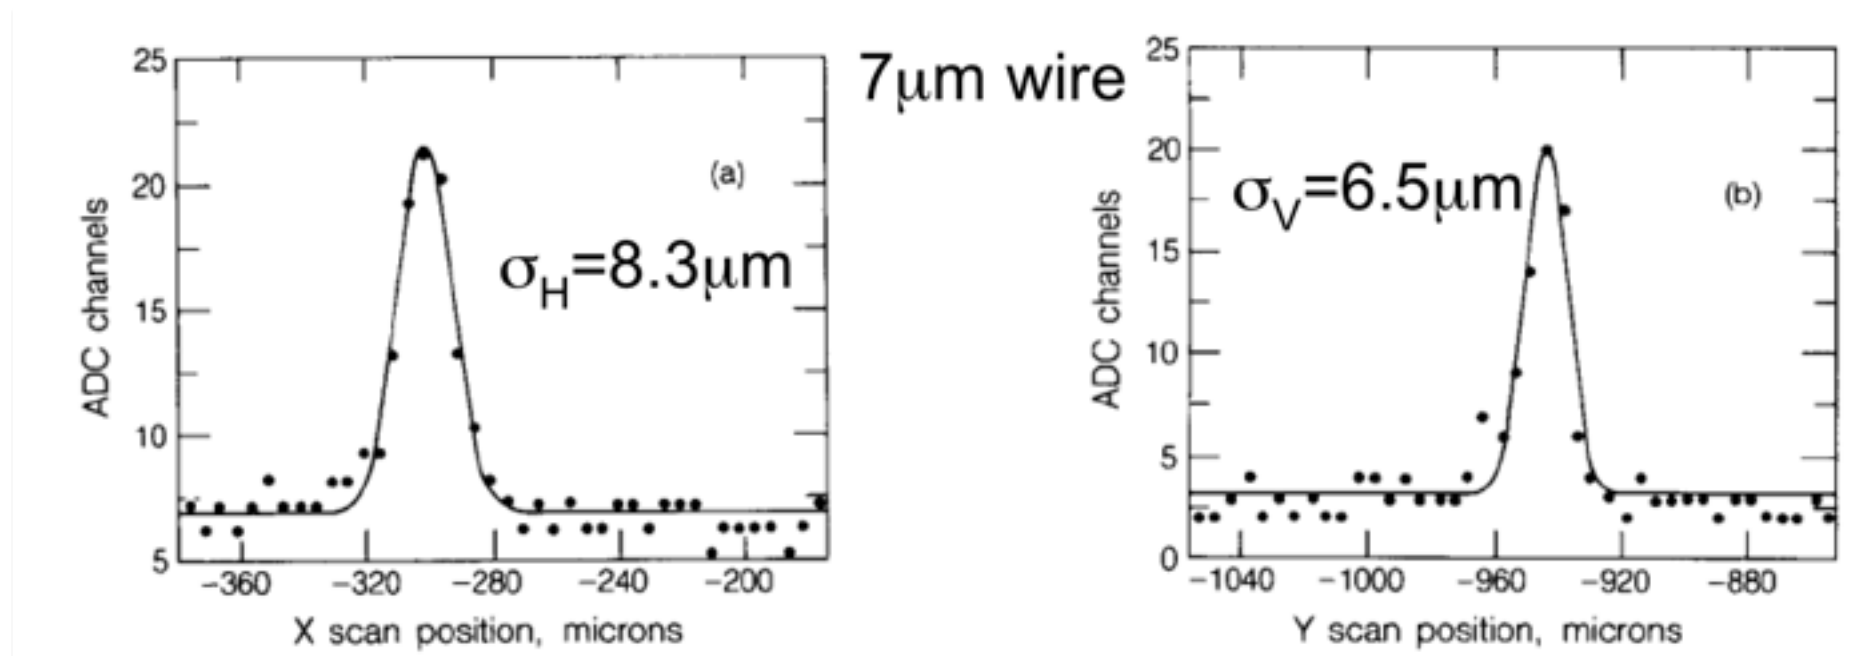 25
20
15
10
5
ADC channels
(a)
σH=8.3μm
−360
−320
−280
−240
−200
X scan position, microns
7μm wire
25
20
15
10
5
0
ADC channels
σV=6.5μm
(b)
−1040
−1000
−960
−920
−880
Y scan position, microns